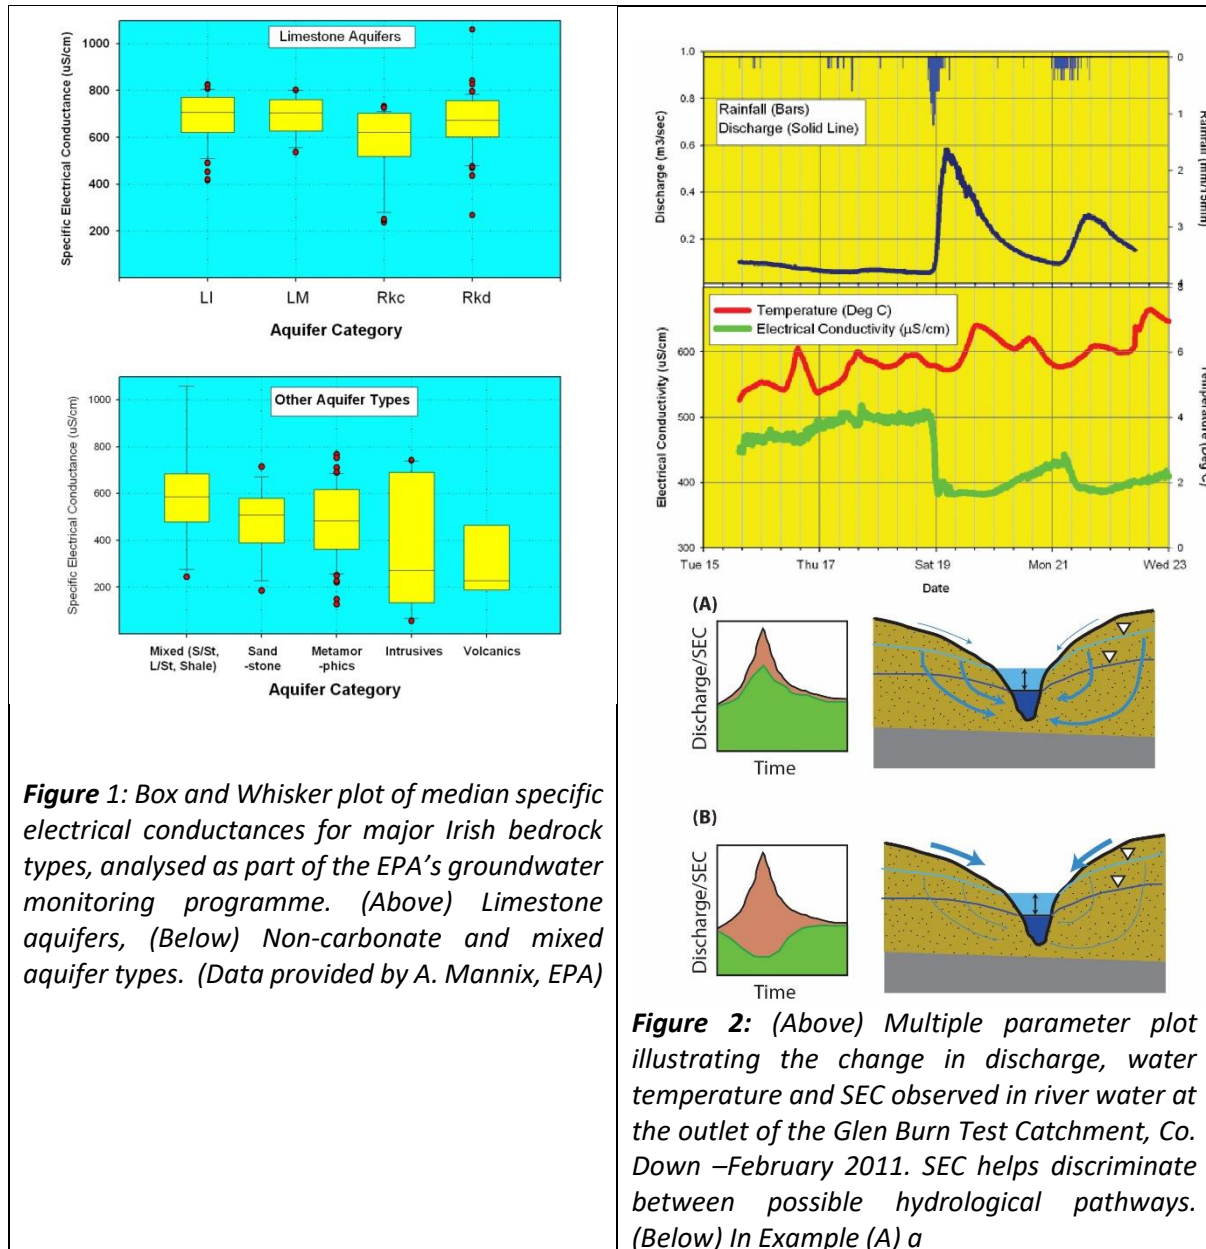 Limestone Aquifers
Specific Electrical Conductance (uS/cm)
1000
800
600
400
200
LI LM Rkc Rkd
Aquifer Category
Other Aquifer Types
Specific Electrical Conductance (uS/cm)
1000
800
600
400
200
Mixed (S/St, L/St, Shale)
Sand -stone
Metamor -phics
Intrusives
Volcanics
Aquifer Category
Figure 1: Box and Whisker plot of median specific
electrical conductances for major Irish bedrock
types, analysed as part of the EPA’s groundwater
monitoring programme. (Above) Limestone
aquifers, (Below) Non-carbonate and mixed
aquifer types. (Data provided by A. Mannix, EPA)
1.0
0.8
0.6
0.4
0.2
Discharge (m3/sec)
Rainfall (Bars)
Discharge (Solid Line)
0
1
2
3
4
Rainfall (mm/15min)
Temperature (Deg C)
Electrical Conductivity (µS/cm)
600
500
400
300
Electrical Conductivity (uS/cm)
8
6
4
2
0
Temperature (Deg C)
Tue 15 Thu 17 Sat 19 Mon 21 Wed 23
Date
(A)
Discharge/SEC
Time
(B)
Discharge/SEC
Time
Figure 2: (Above) Multiple parameter plot
illustrating the change in discharge, water
temperature and SEC observed in river water at
the outlet of the Glen Burn Test Catchment, Co.
Down –February 2011. SEC helps discriminate
between possible hydrological pathways.
(Below) In Example (A) a